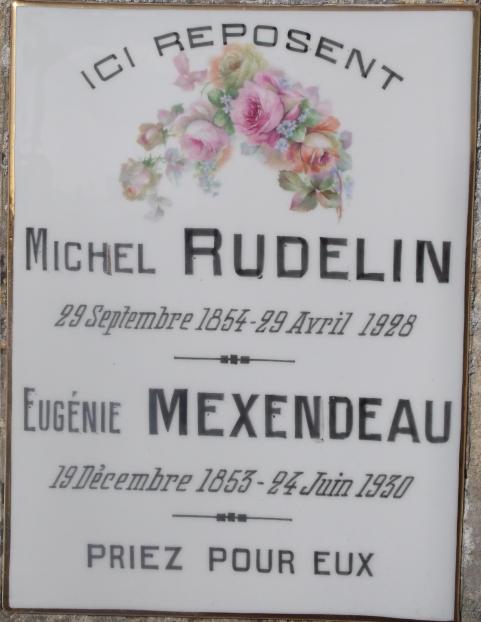 ICI REPOSENT
MICHEL RUDELIN
29 Septembre 1854-29 Avril 1928
EUGÉNIE MEXENDEAU
19 Décembre 1853-24 Juin 1930
PRIEZ POUR EUX